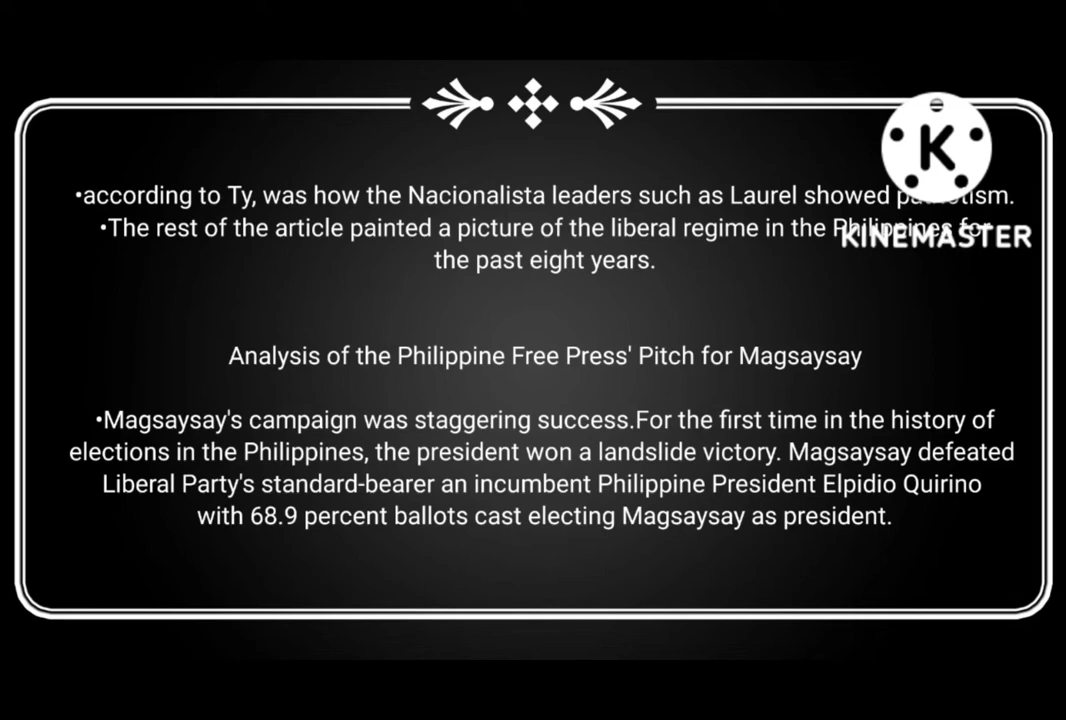 •according to Ty, was how the Nacionalista leaders such as Laurel showed
•The rest of the article painted a picture of the liberal regime in the Philippines for
the past eight years.
Analysis of the Philippine Free Press' Pitch for Magsaysay
•Magsaysay's campaign was staggering success.For the first time in the history of
elections in the Philippines, the president won a landslide victory. Magsaysay defeated
Liberal Party's standard-bearer an incumbent Philippine President Elpidio Quirino
with 68.9 percent ballots cast electing Magsaysay as president.
K
KINEMASTER